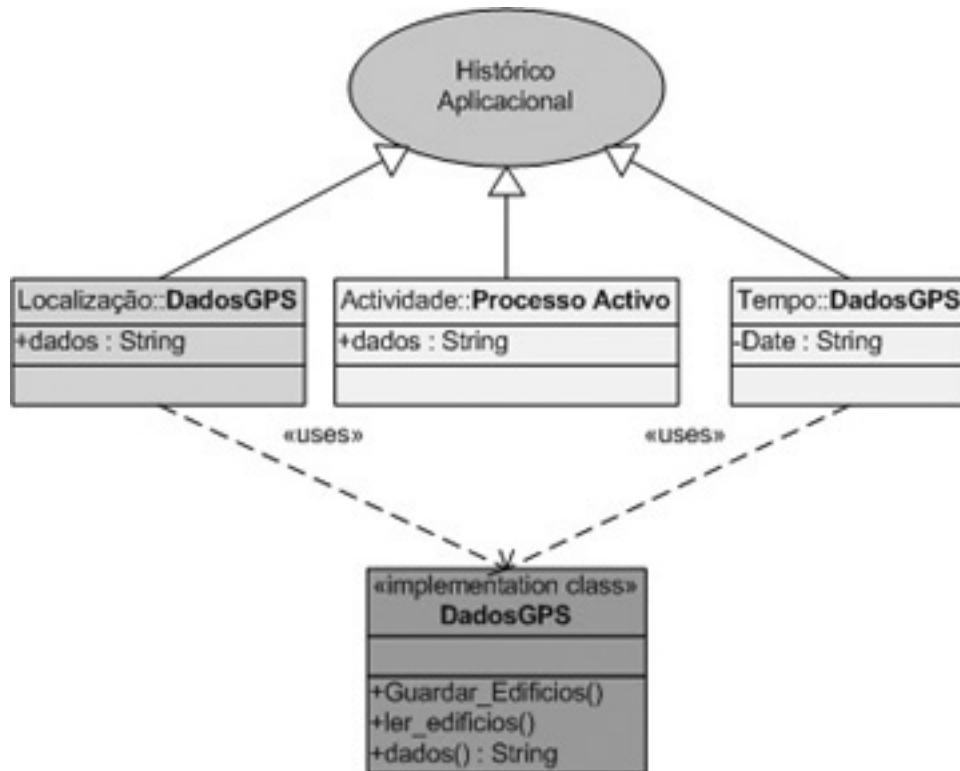 Histórico
Aplicacional
Localização::DadosGPS
+dados : String
Actividade::Processo Activo
+dados : String
Tempo::DadosGPS
-Date : String
«uses»
«uses»
«implementation class»
DadosGPS
+Guardar_Edificios()
+ler_edificios()
+dados() : String